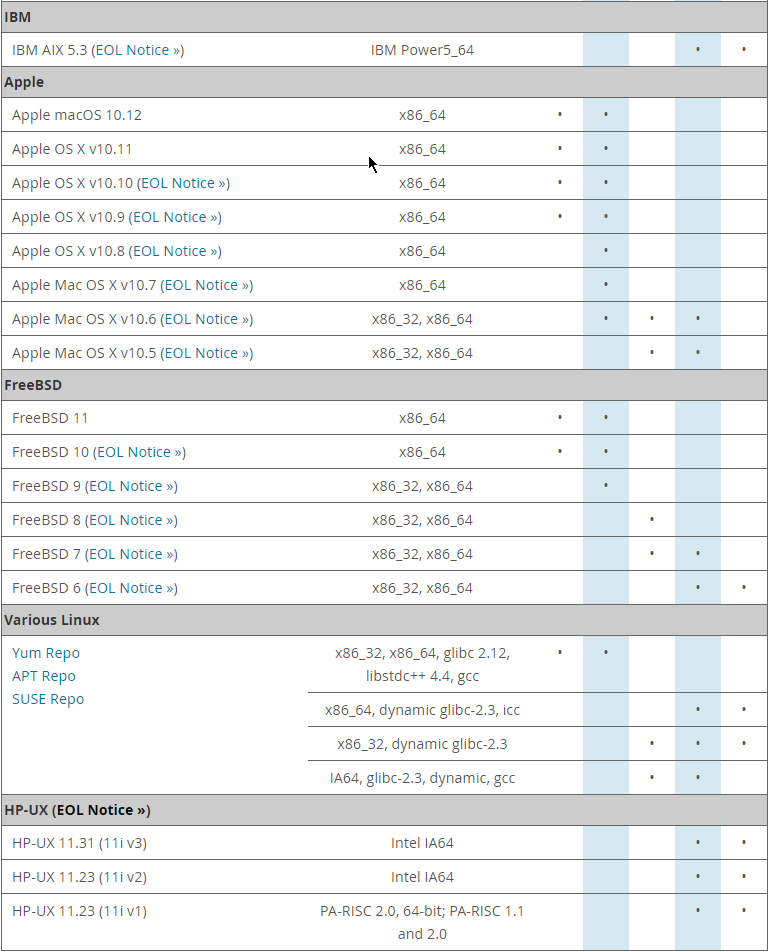 IBM
IBM AIX 5.3 (EOL Notice ») IBM Power5_64 • •
Apple
Apple macOS 10.12 x86_64 • •
Apple OS X v10.11 x86_64 • •
Apple OS X v10.10 (EOL Notice ») x86_64 • •
Apple OS X v10.9 (EOL Notice ») x86_64 • •
Apple OS X v10.8 (EOL Notice ») x86_64 •
Apple Mac OS X v10.7 (EOL Notice ») x86_64 •
Apple Mac OS X v10.6 (EOL Notice ») x86_32, x86_64 • • •
Apple Mac OS X v10.5 (EOL Notice ») x86_32, x86_64 • •
FreeBSD
FreeBSD 11 x86_64 • •
FreeBSD 10 (EOL Notice ») x86_64 • •
FreeBSD 9 (EOL Notice ») x86_32, x86_64 •
FreeBSD 8 (EOL Notice ») x86_32, x86_64 •
FreeBSD 7 (EOL Notice ») x86_32, x86_64 • •
FreeBSD 6 (EOL Notice ») x86_32, x86_64 • •
Various Linux
Yum Repo x86_32, x86_64, glibc 2.12, • •
APT Repo libstdc++ 4.4, gcc
SUSE Repo
x86_64, dynamic glibc-2.3, icc • •
x86_32, dynamic glibc-2.3 • • •
IA64, glibc-2.3, dynamic, gcc • •
HP-UX (EOL Notice »)
HP-UX 11.31 (11i v3) Intel IA64 • •
HP-UX 11.23 (11i v2) Intel IA64 • •
HP-UX 11.23 (11i v1) PA-RISC 2.0, 64-bit; PA-RISC 1.1 • •
and 2.0